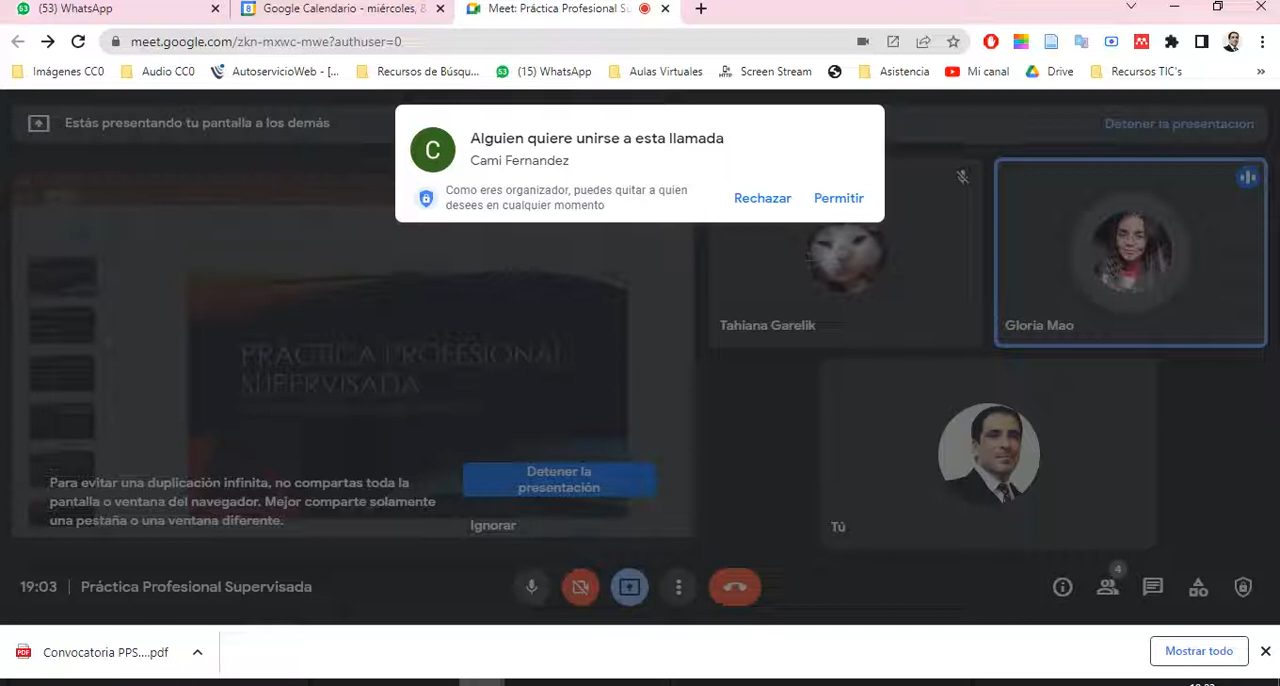 (53) WhatsApp
Google Calendario - miércoles, 8
Meet: Práctica Profesional Su
meet.google.com/zkn-mxwc-mwe?authuser=0
Imágenes CC0
Audio CC0
AutoservicioWeb - [...
Recursos de Búsqu...
(15) WhatsApp
Aulas Virtuales
Screen Stream
Asistencia
Mi canal
Drive
Recursos TIC's
»
Estás presentando tu pantalla a los demás
Detener la presentación
C
Alguien quiere unirse a esta llamada
Cami Fernandez
Como eres organizador, puedes quitar a quien
desees en cualquier momento
Rechazar
Permitir
Tahiana Garelik
Gloria Mao
PRÁCTICA PROFESIONAL
SUPERVISADA
Para evitar una duplicación infinita, no compartas toda la
pantalla o ventana del navegador. Mejor comparte solamente
una pestaña o una ventana diferente.
Detener la
presentación
Ignorar
Tú
19:03 | Práctica Profesional Supervisada
4
Convocatoria PPS....pdf
Mostrar todo